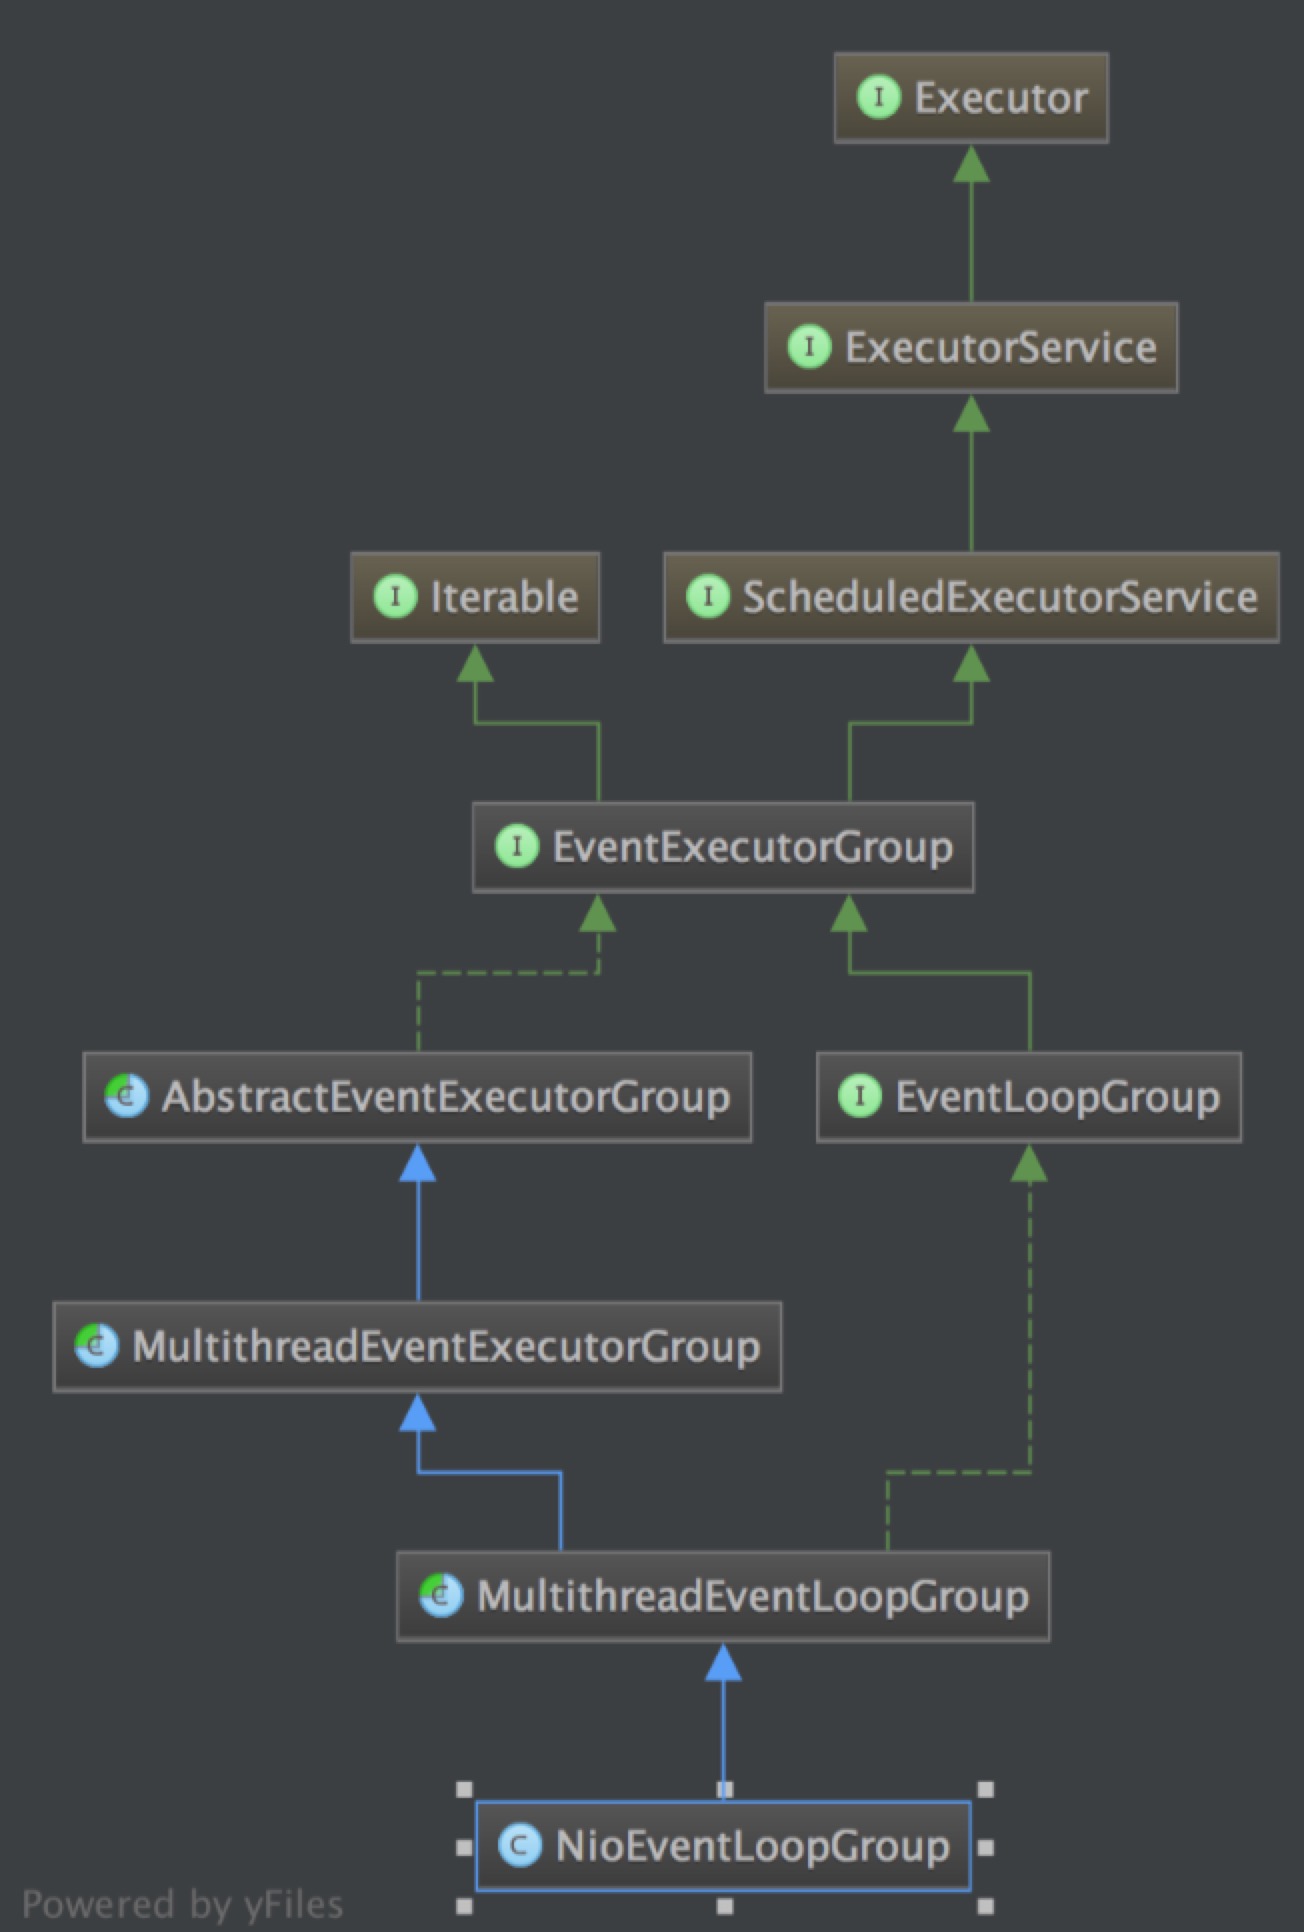 I Executor
I ExecutorService
I Iterable
I ScheduledExecutorService
I EventExecutorGroup
C AbstractEventExecutorGroup
I EventLoopGroup
C MultithreadEventExecutorGroup
C MultithreadEventLoopGroup
C NioEventLoopGroup
Powered by yFiles